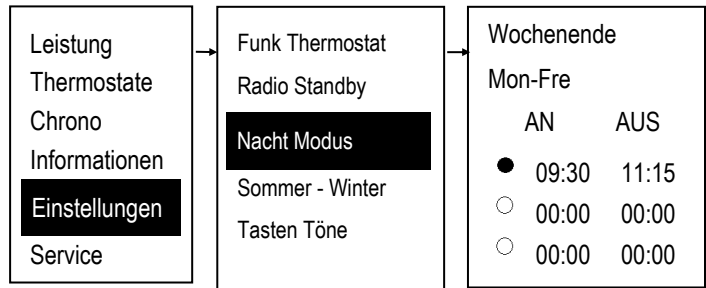 Leistung
Thermostate
Chrono
Informationen
Einstellungen
Service
Funk Thermostat
Radio Standby
Nacht Modus
Sommer - Winter
Tasten Töne
Wochenende
Mon-Fre
AN AUS
09:30 11:15
00:00 00:00
00:00 00:00